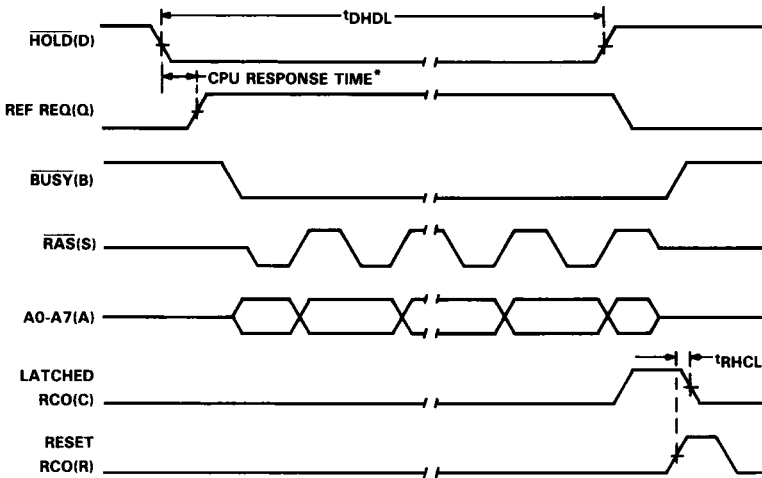 tDHDL
HOLD(D)
CPU RESPONSE TIME*
REF REQ(Q)
BUSY(B)
RAS(S)
A0-A7(A)
LATCHED
RCO(C)
tRHCL
RESET
RCO(R)